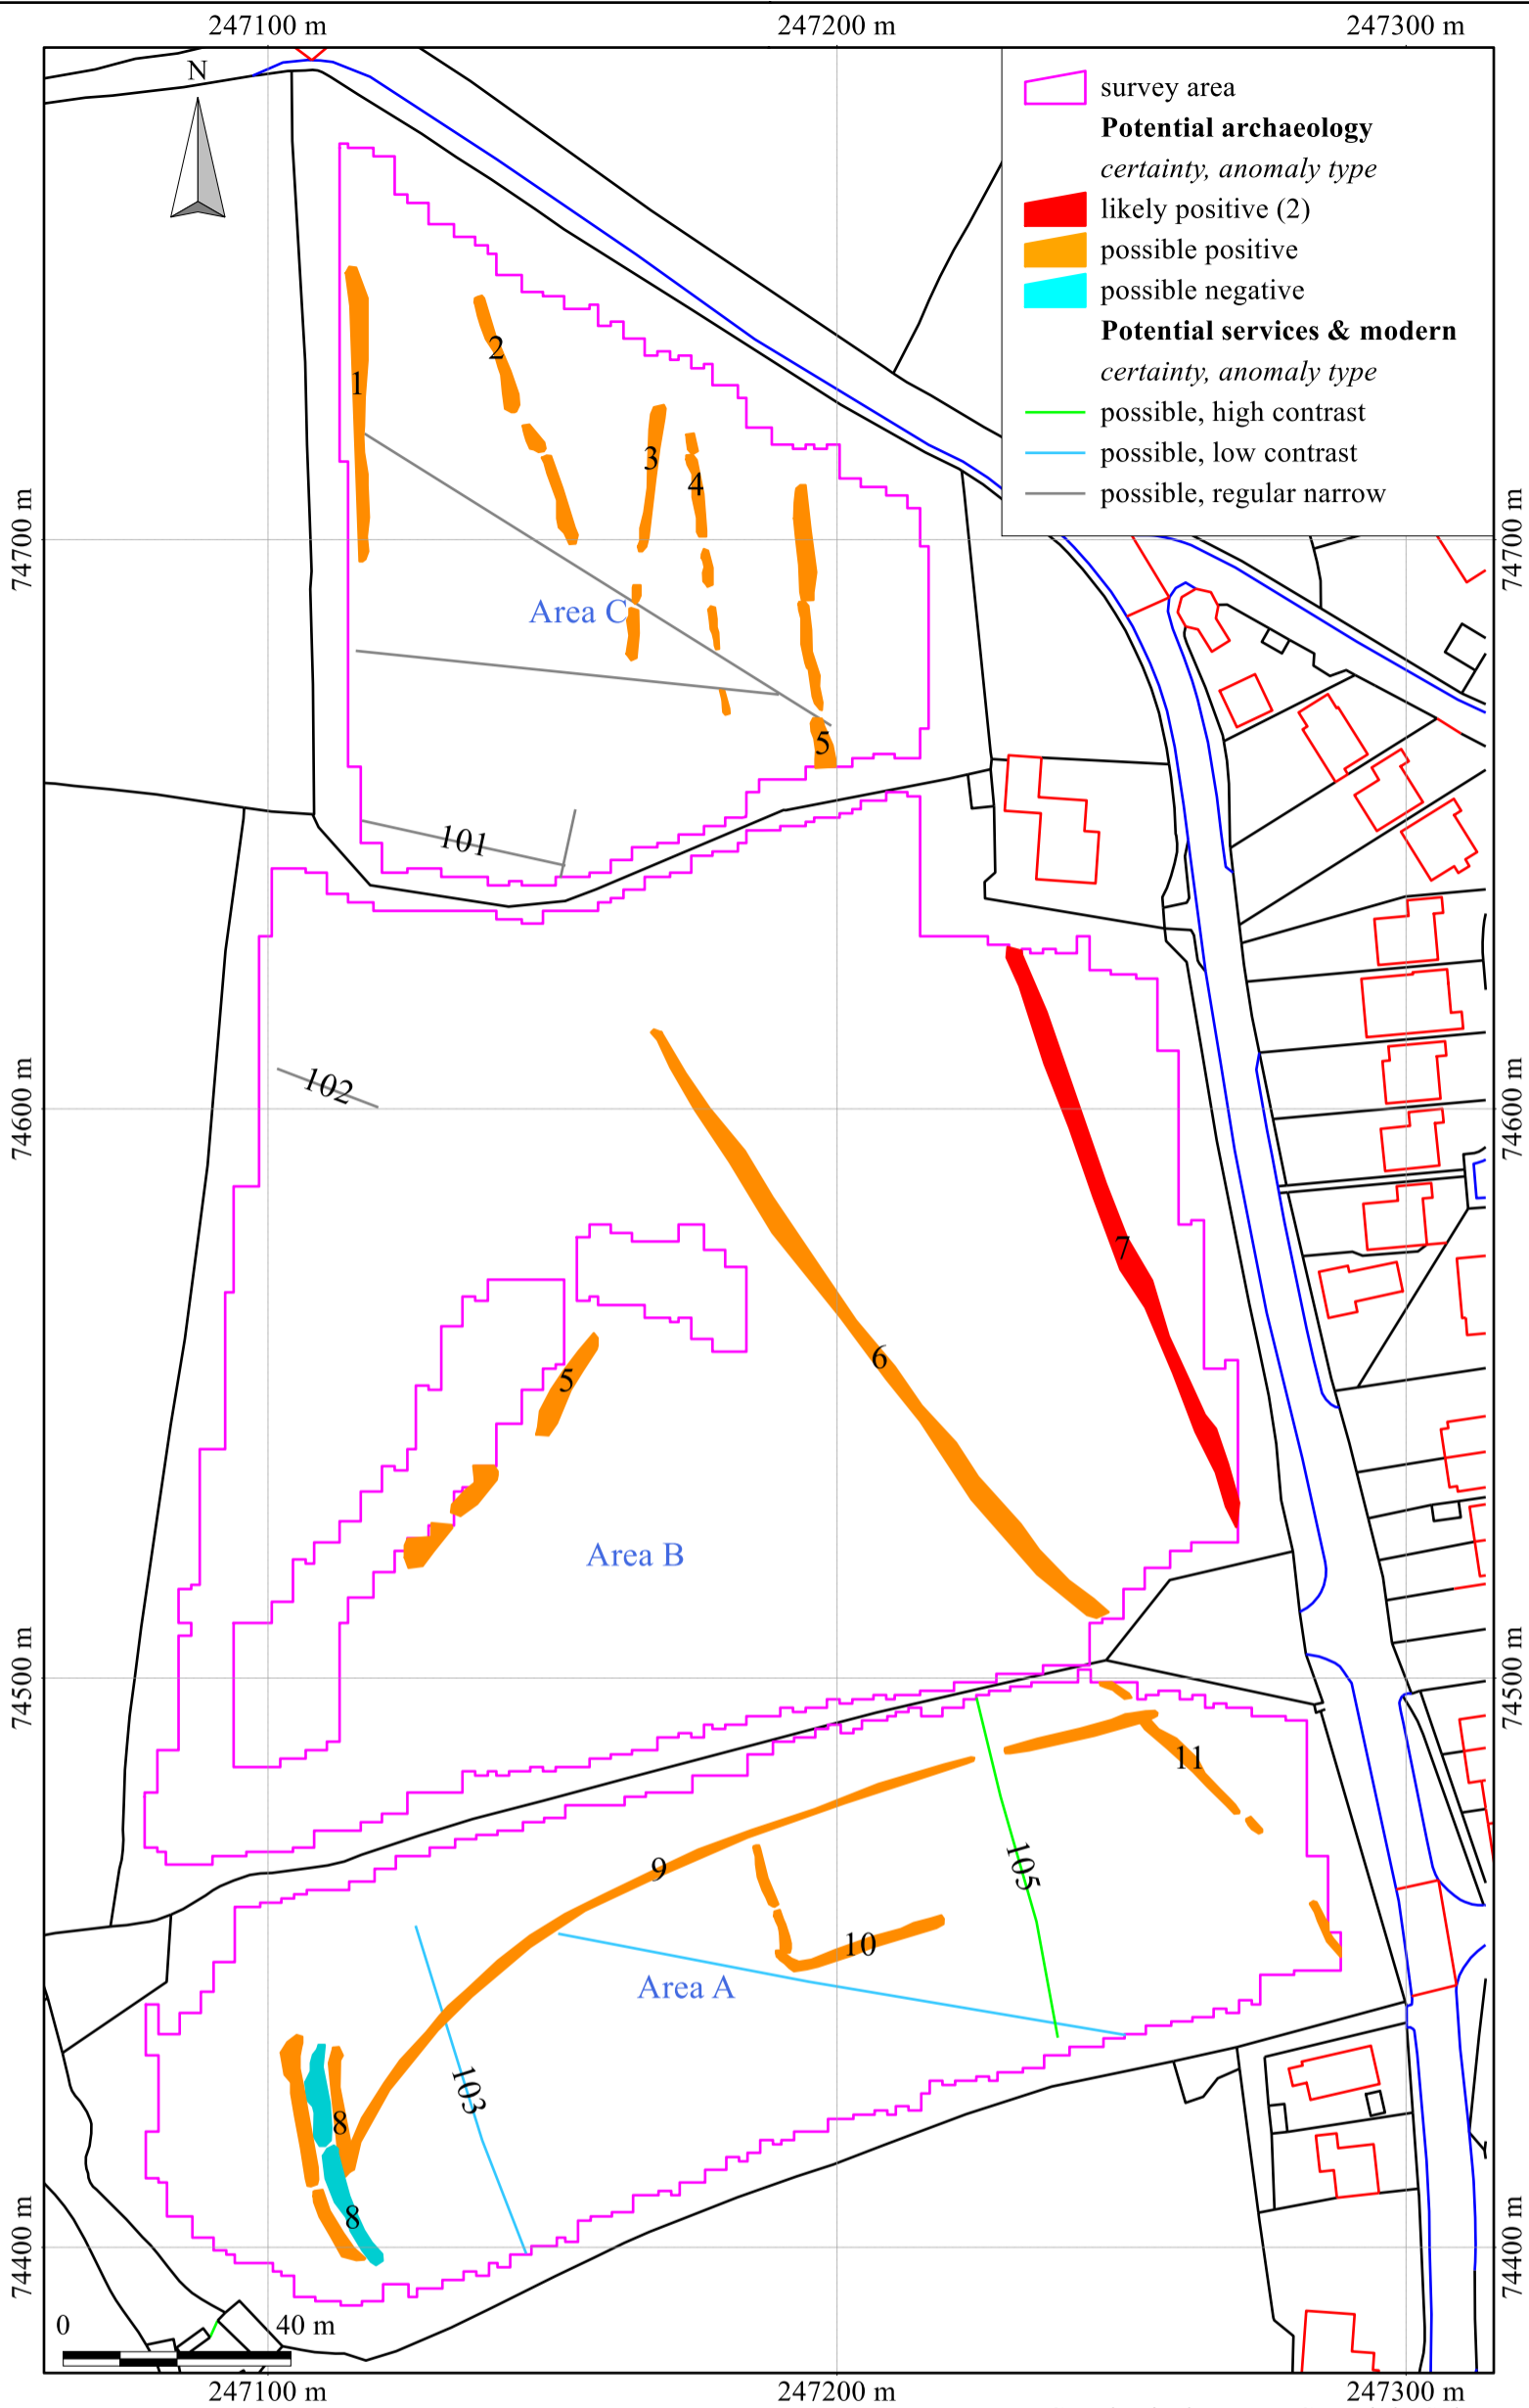 247100 m 247200 m 247300 m
N
survey area
Potential archaeology
certainty, anomaly type
likely positive (2)
possible positive
possible negative
Potential services & modern
certainty, anomaly type
possible, high contrast
possible, low contrast
possible, regular narrow
1
2
3
4
74700 m 74700 m
Area C
5
101
102
74600 m 74600 m
7
6
5
Area B
74500 m 74500 m
11
9
105
10
Area A
103
8
8
74400 m 74400 m
0 40 m
247100 m 247200 m 247300 m